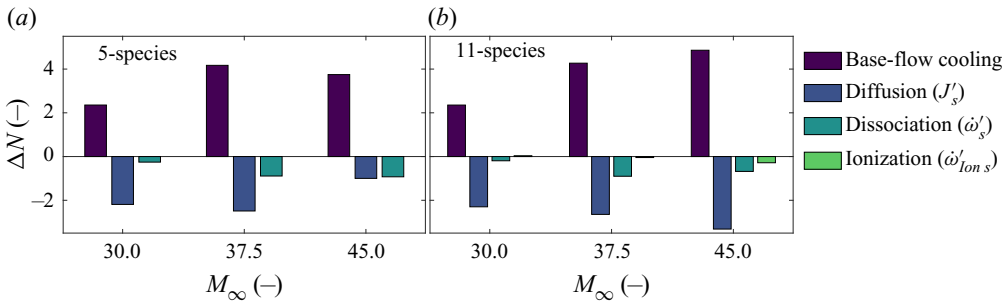 (a)
(b)
5-species
11-species
Base-flow cooling
Diffusion (J′s)
Dissociation (ω̇′s)
Ionization (ω̇′Ion s)
ΔN (–)
4
2
0
−2
30.0 37.5 45.0
30.0 37.5 45.0
M∞ (–)
M∞ (–)